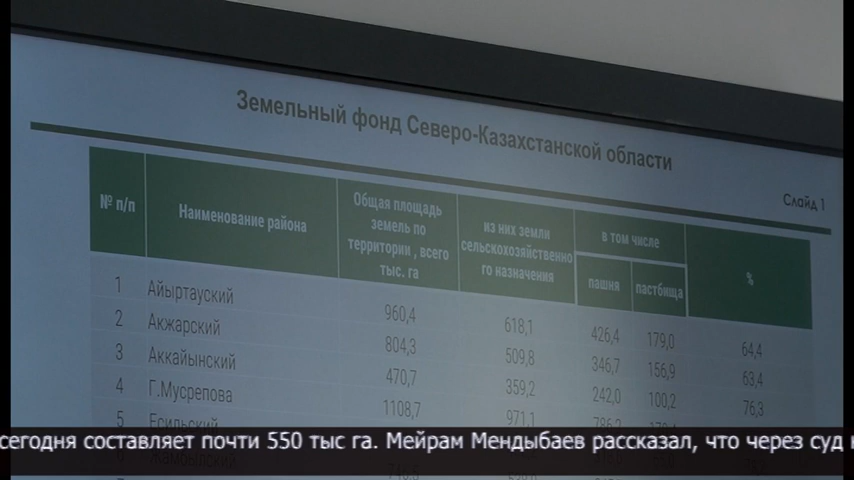 Земельный фонд Северо-Казахстанской области
Слайд 1
№ п/п Наименование района Общая площадь земель по территории , всего тыс. га из них земли сельскохозяйственно го назначения в том числе пашня пастбища %
1 Айыртауский 960,4 618,1 426,4 179,0 64,4
2 Акжарский 804,3 509,8 346,7 156,9 63,4
3 Аккайынский 470,7 359,2 242,0 100,2 76,3
4 Г.Мусрепова 1108,7 971,1
5 Есильский
Жамбылский
сегодня составляет почти 550 тыс га. Мейрам Мендыбаев рассказал, что через суд